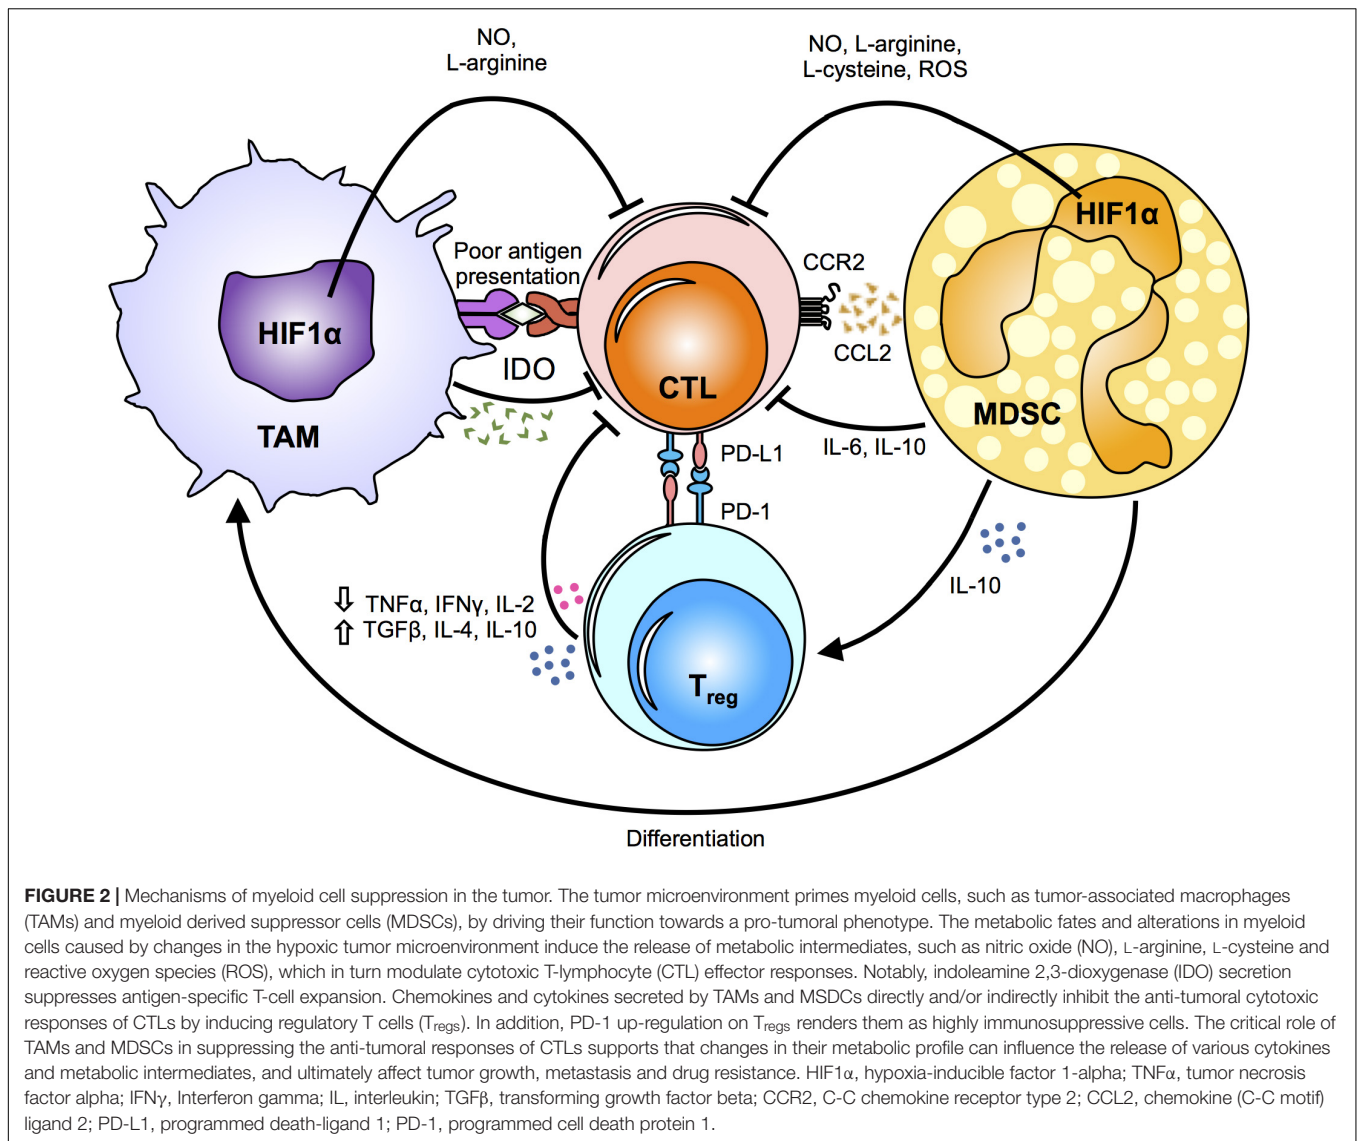 NO,
L-arginine
NO, L-arginine,
L-cysteine, ROS
HIF1α
Poor antigen
presentation
CCR2
HIF1α
CCL2
IDO
CTL
TAM
MDSC
IL-6, IL-10
PD-L1
PD-1
IL-10
TNFα, IFNγ, IL-2
TGFβ, IL-4, IL-10
Treg
Differentiation
FIGURE 2 | Mechanisms of myeloid cell suppression in the tumor. The tumor microenvironment primes myeloid cells, such as tumor-associated macrophages
(TAMs) and myeloid derived suppressor cells (MDSCs), by driving their function towards a pro-tumoral phenotype. The metabolic fates and alterations in myeloid
cells caused by changes in the hypoxic tumor microenvironment induce the release of metabolic intermediates, such as nitric oxide (NO), L-arginine, L-cysteine and
reactive oxygen species (ROS), which in turn modulate cytotoxic T-lymphocyte (CTL) effector responses. Notably, indoleamine 2,3-dioxygenase (IDO) secretion
suppresses antigen-specific T-cell expansion. Chemokines and cytokines secreted by TAMs and MSDCs directly and/or indirectly inhibit the anti-tumoral cytotoxic
responses of CTLs by inducing regulatory T cells (Tregs). In addition, PD-1 up-regulation on Tregs renders them as highly immunosuppressive cells. The critical role of
TAMs and MDSCs in suppressing the anti-tumoral responses of CTLs supports that changes in their metabolic profile can influence the release of various cytokines
and metabolic intermediates, and ultimately affect tumor growth, metastasis and drug resistance. HIF1α, hypoxia-inducible factor 1-alpha; TNFα, tumor necrosis
factor alpha; IFNγ, Interferon gamma; IL, interleukin; TGFβ, transforming growth factor beta; CCR2, C-C chemokine receptor type 2; CCL2, chemokine (C-C motif)
ligand 2; PD-L1, programmed death-ligand 1; PD-1, programmed cell death protein 1.